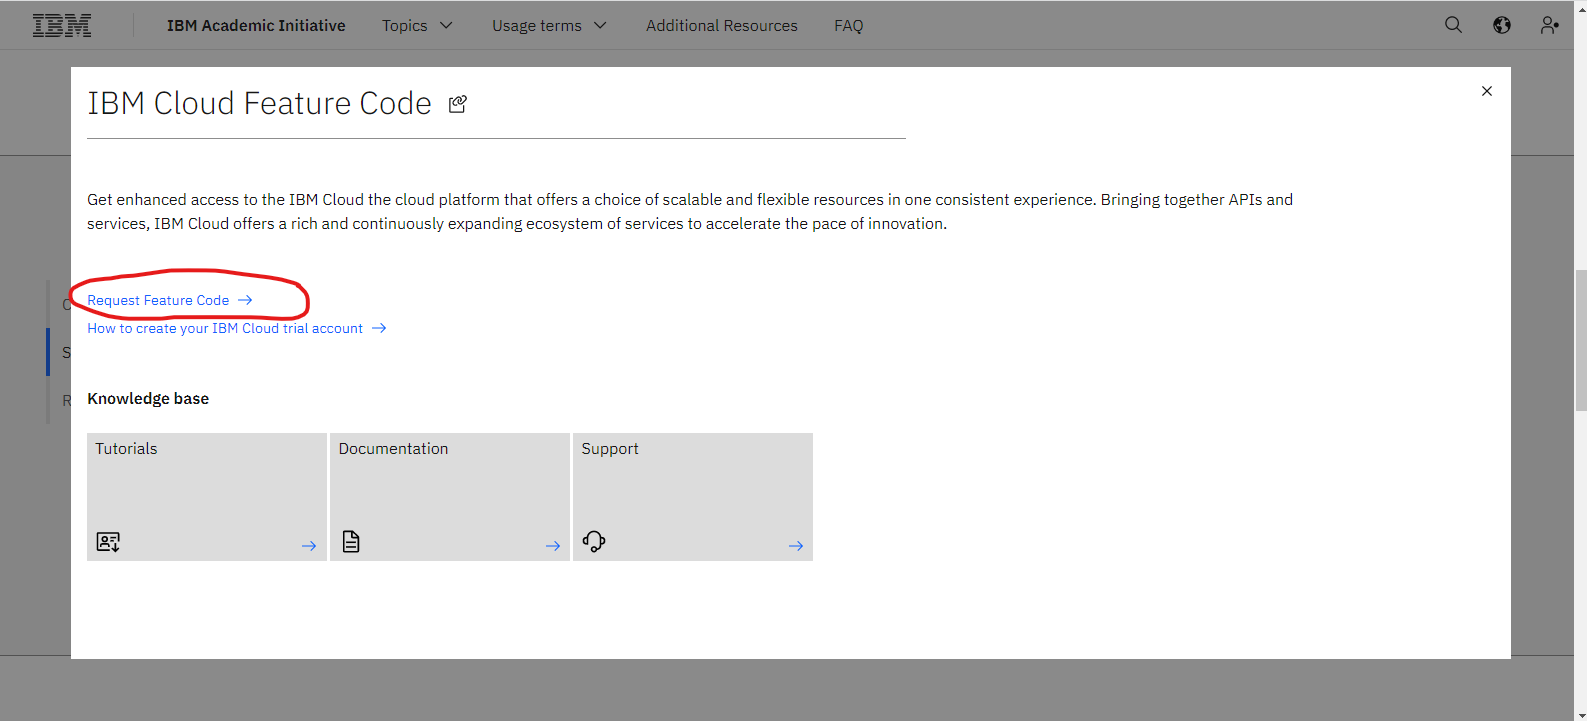 IBM
IBM Academic Initiative
Topics
Usage terms
Additional Resources
FAQ
IBM Cloud Feature Code
Get enhanced access to the IBM Cloud the cloud platform that offers a choice of scalable and flexible resources in one consistent experience. Bringing together APIs and
services, IBM Cloud offers a rich and continuously expanding ecosystem of services to accelerate the pace of innovation.
Request Feature Code →
How to create your IBM Cloud trial account →
S
R
Knowledge base
Tutorials
Documentation
Support